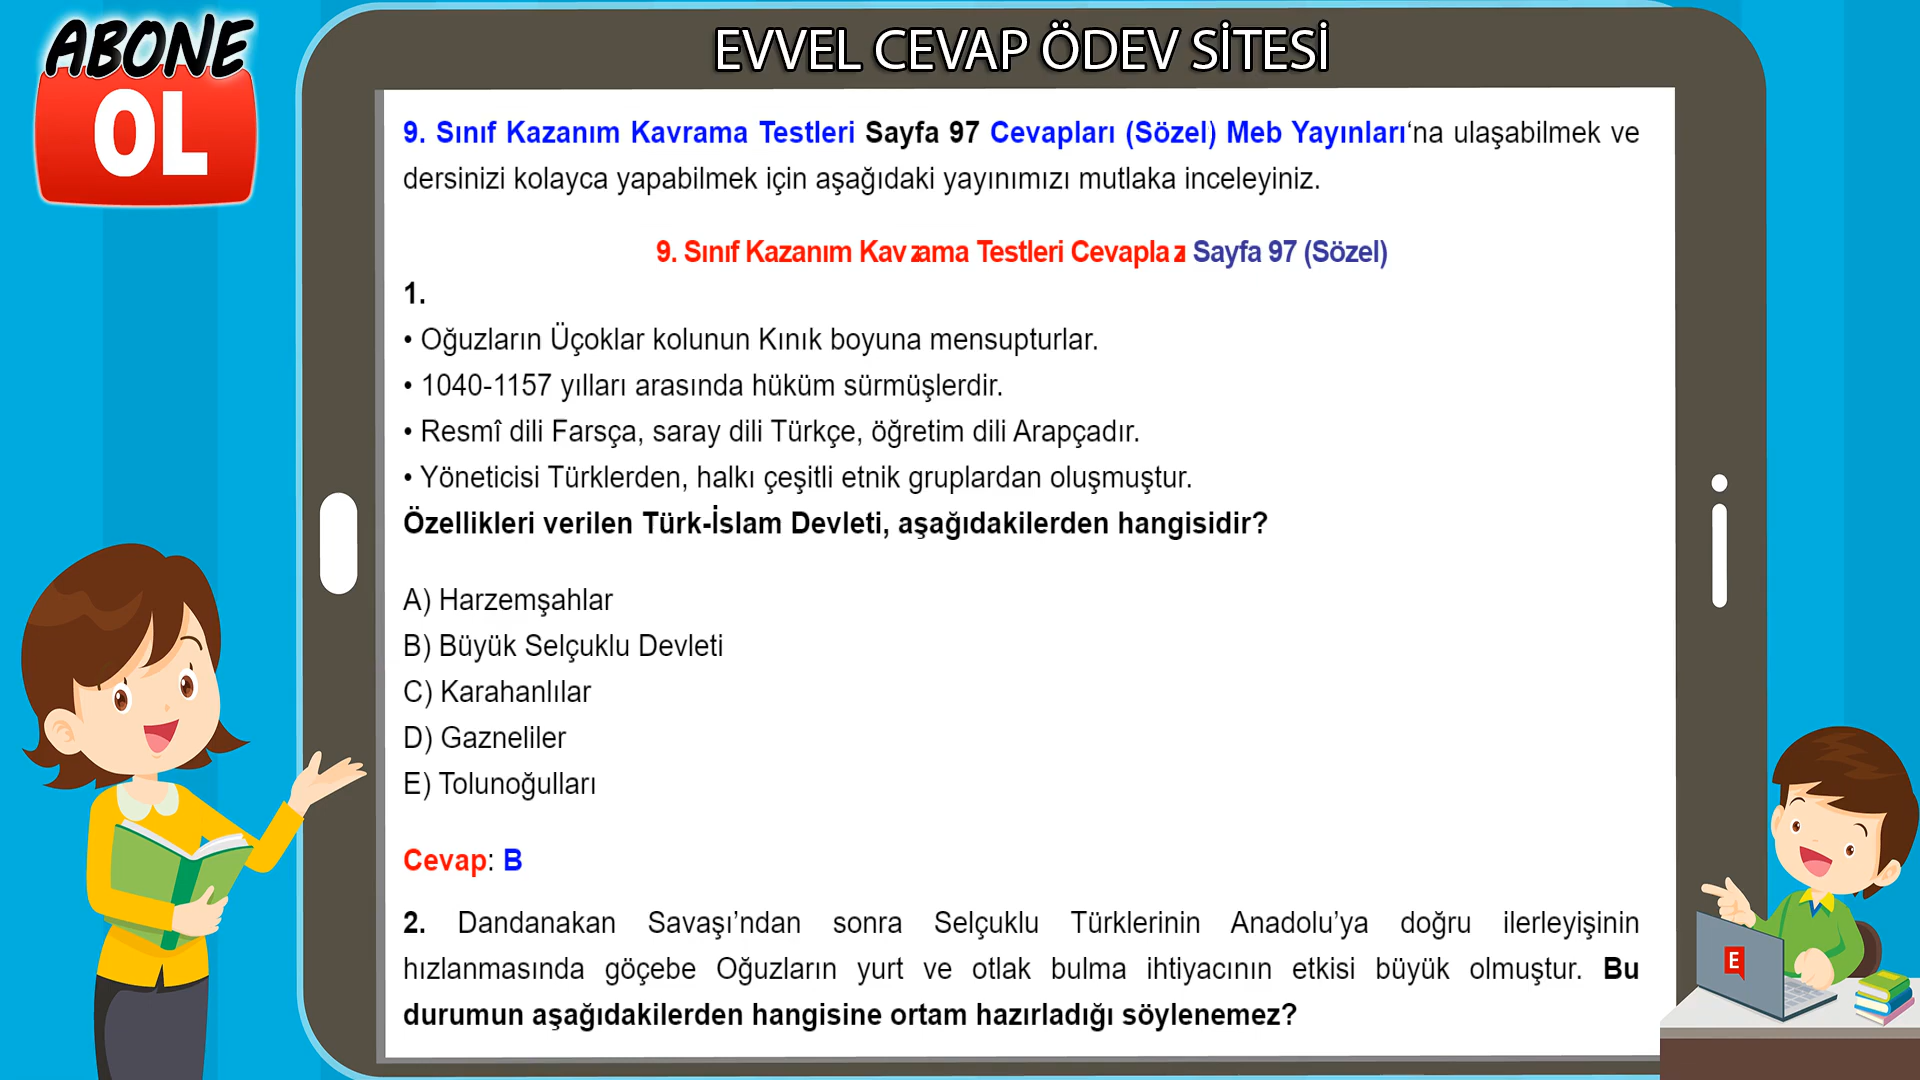 ABONE
OL
EVVEL CEVAP ÖDEV SİTESİ
9. Sınıf Kazanım Kavrama Testleri Sayfa 97 Cevapları (Sözel) Meb Yayınları‘na ulaşabilmek ve
dersinizi kolayca yapabilmek için aşağıdaki yayınımızı mutlaka inceleyiniz.
9. Sınıf Kazanım Kavrama Testleri Cevapları Sayfa 97 (Sözel)
1.
• Oğuzların Üçoklar kolunun Kınık boyuna mensupturlar.
• 1040-1157 yılları arasında hüküm sürmüşlerdir.
• Resmî dili Farsça, saray dili Türkçe, öğretim dili Arapçadır.
• Yöneticisi Türklerden, halkı çeşitli etnik gruplardan oluşmuştur.
Özellikleri verilen Türk-İslam Devleti, aşağıdakilerden hangisidir?
A) Harzemşahlar
B) Büyük Selçuklu Devleti
C) Karahanlılar
D) Gazneliler
E) Tolunoğulları
Cevap: B
2. Dandanakan Savaşı’ndan sonra Selçuklu Türklerinin Anadolu’ya doğru ilerleyişinin
hızlanmasında göçebe Oğuzların yurt ve otlak bulma ihtiyacının etkisi büyük olmuştur. Bu
durumun aşağıdakilerden hangisine ortam hazırladığı söylenemez?
E